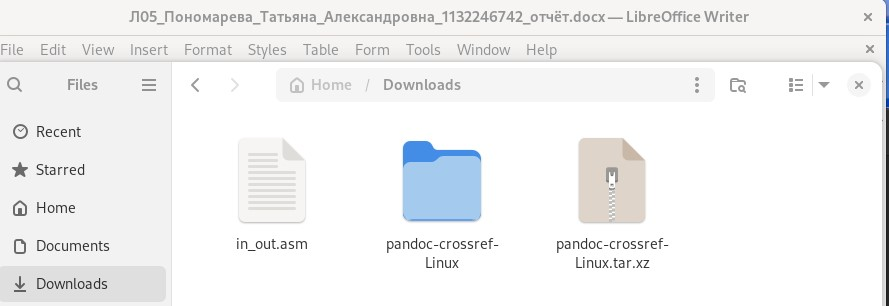 Л05_Пономарева_Татьяна_Александровна_1132246742_отчёт.docx — LibreOffice Writer
File Edit View Insert Format Styles Table Form Tools Window Help
Files
Home / Downloads
Recent
Starred
Home
Documents
Downloads
in_out.asm
pandoc-crossref-
Linux
pandoc-crossref-
Linux.tar.xz